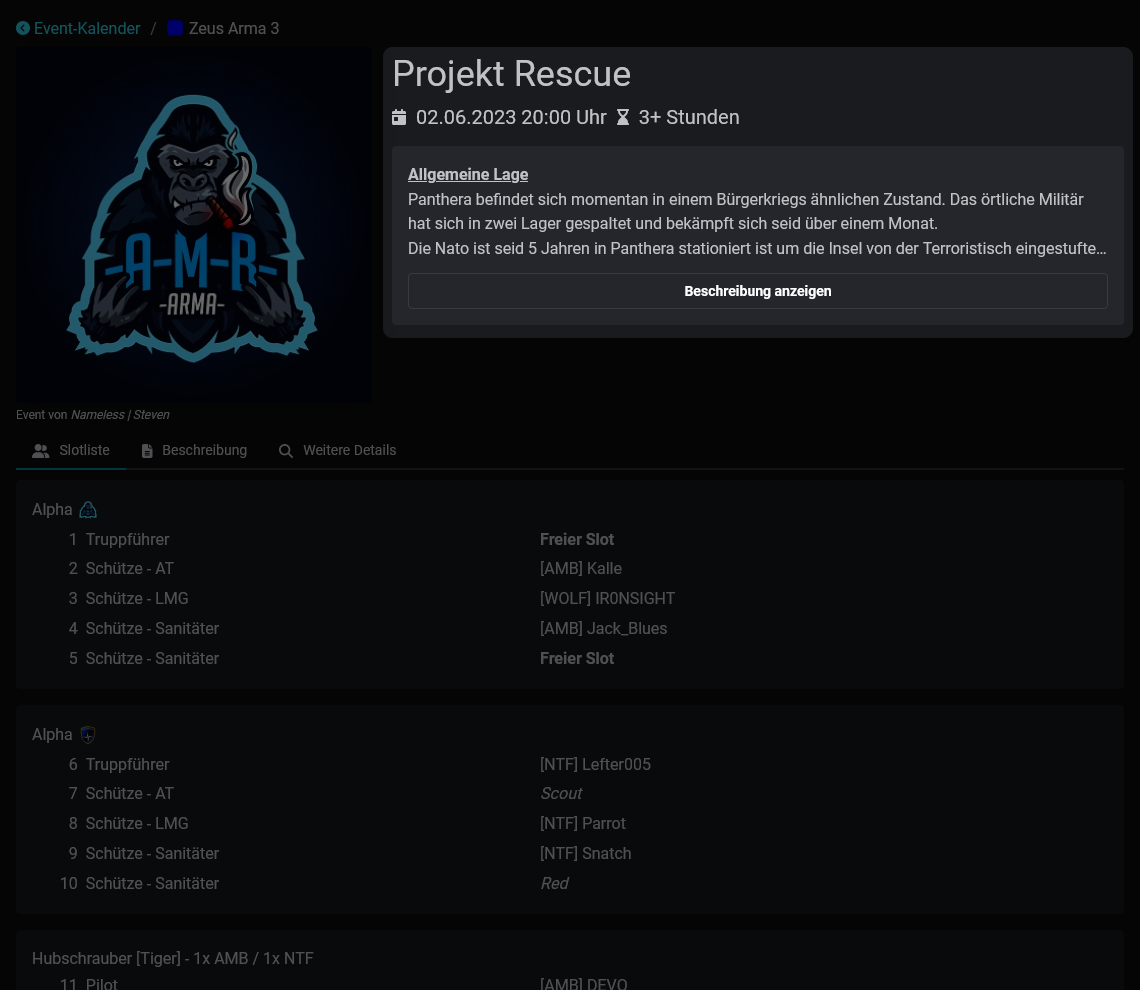 Event-Kalender / Zeus Arma 3
A-M-B
-ARMA-
Event von Nameless | Steven
Projekt Rescue
02.06.2023 20:00 Uhr 3+ Stunden
Allgemeine Lage
Panthera befindet sich momentan in einem Bürgerkriegs ähnlichen Zustand. Das örtliche Militär
hat sich in zwei Lager gespaltet und bekämpft sich seid über einem Monat.
Die Nato ist seid 5 Jahren in Panthera stationiert ist um die Insel von der Terroristisch eingestufte...
Beschreibung anzeigen
Slotliste Beschreibung Weitere Details
Alpha
1 Truppführer Freier Slot
2 Schütze - AT [AMB] Kalle
3 Schütze - LMG [WOLF] IR0NSIGHT
4 Schütze - Sanitäter [AMB] Jack_Blues
5 Schütze - Sanitäter Freier Slot
Alpha
6 Truppführer [NTF] Lefter005
7 Schütze - AT Scout
8 Schütze - LMG [NTF] Parrot
9 Schütze - Sanitäter [NTF] Snatch
10 Schütze - Sanitäter Red
Hubschrauber [Tiger] - 1x AMB / 1x NTF
11 Pilot [AMB] DEVO